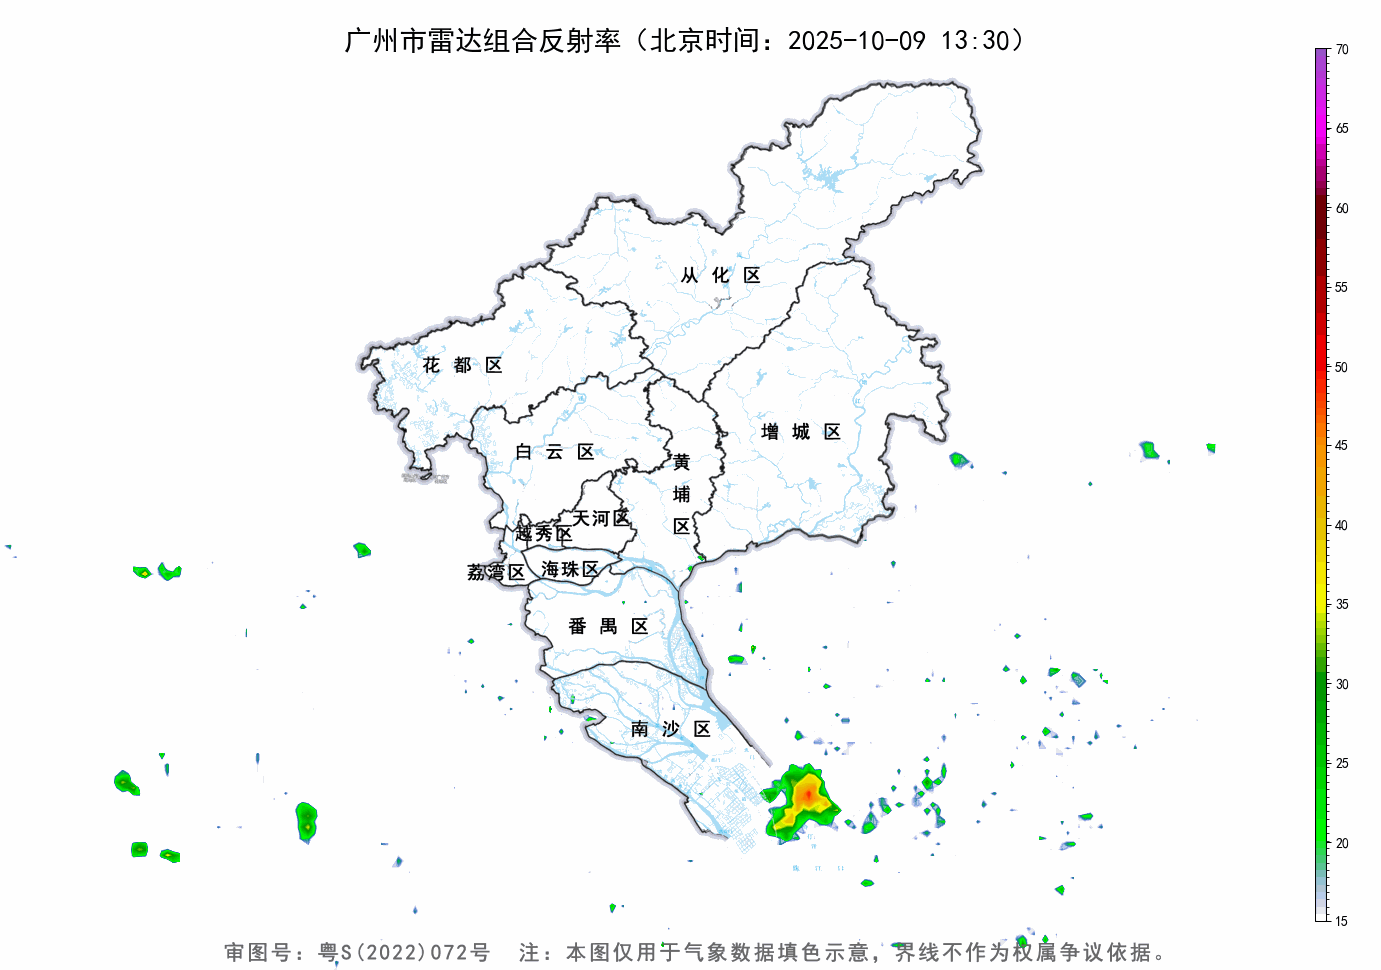 广州市雷达组合反射率（北京时间：2025-10-09 13:30）
70
65
60
55
50
45
40
35
30
25
20
15
从化区
花都区
增城区
白云区
黄埔区
天河区
越秀区
荔湾区
海珠区
番禺区
南沙区
审图号：粤S(2022)072号 注：本图仅用于气象数据填色示意，界线不作为权属争议依据。